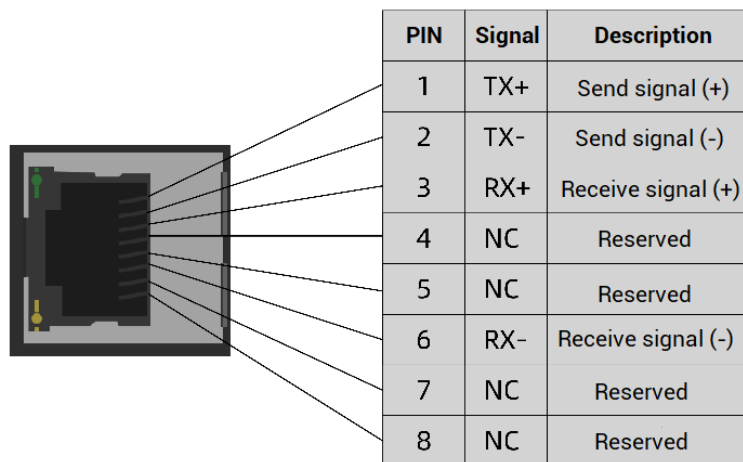 PIN Signal Description
1 TX+ Send signal (+)
2 TX- Send signal (-)
3 RX+ Receive signal (+)
4 NC Reserved
5 NC Reserved
6 RX- Receive signal (-)
7 NC Reserved
8 NC Reserved